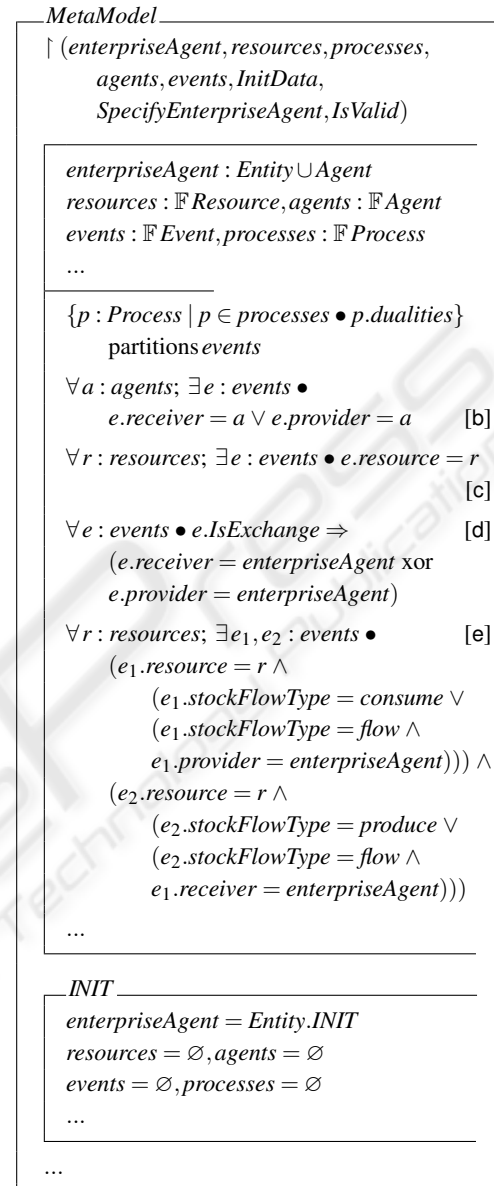 MetaModel
↾ (enterpriseAgent, resources, processes,
agents, events, InitData,
SpecifyEnterpriseAgent, IsValid)
enterpriseAgent : Entity ∪ Agent
resources : 𝔽 Resource, agents : 𝔽 Agent
events : 𝔽 Event, processes : 𝔽 Process
...
{p : Process | p ∈ processes • p.dualities}
partitions events
∀ a : agents; ∃ e : events •
e.receiver = a ∨ e.provider = a [b]
∀ r : resources; ∃ e : events • e.resource = r
[c]
∀ e : events • e.IsExchange ⇒ [d]
(e.receiver = enterpriseAgent xor
e.provider = enterpriseAgent)
∀ r : resources; ∃ e₁, e₂ : events • [e]
(e₁.resource = r ∧
(e₁.stockFlowType = consume ∨
(e₁.stockFlowType = flow ∧
e₁.provider = enterpriseAgent))) ∧
(e₂.resource = r ∧
(e₂.stockFlowType = produce ∨
(e₂.stockFlowType = flow ∧
e₁.receiver = enterpriseAgent)))
...
INIT
enterpriseAgent = Entity.INIT
resources = ∅, agents = ∅
events = ∅, processes = ∅
...
...